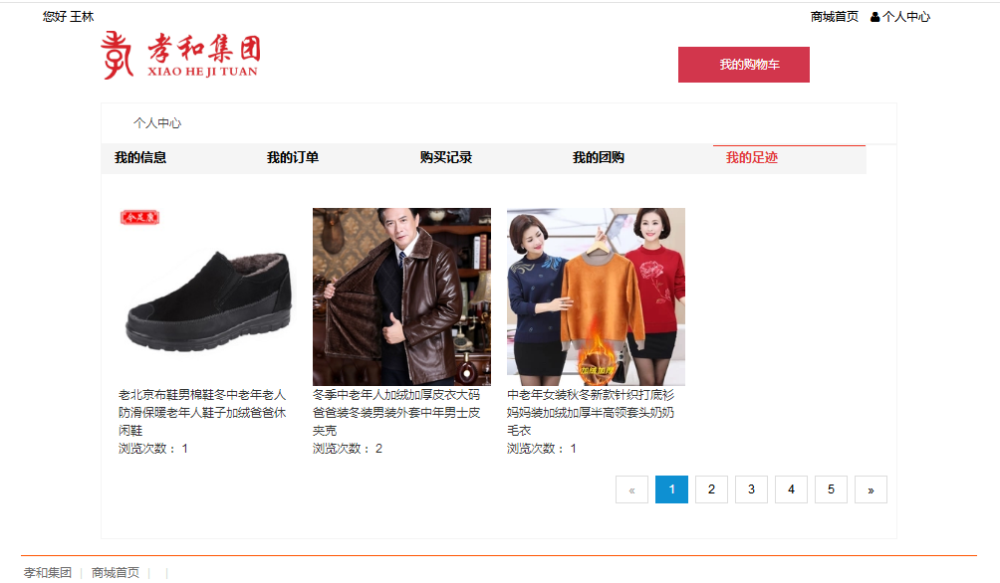 您好 王林
商城首页 个人中心
孝和集团
XIAO HE JI TUAN
我的购物车
个人中心
我的信息 我的订单 购买记录 我的团购 我的足迹
今足意
加绒加厚
老北京布鞋男棉鞋冬中老年老人
防滑保暖老年人鞋子加绒爸爸休
闲鞋
浏览次数： 1
冬季中老年人加绒加厚皮衣大码
爸爸装冬装男装外套中年男士皮
夹克
浏览次数： 2
中老年女装秋冬新款针织打底衫
妈妈装加绒加厚半高领套头奶奶
毛衣
浏览次数： 1
« 1 2 3 4 5 »
孝和集团 | 商城首页 | |